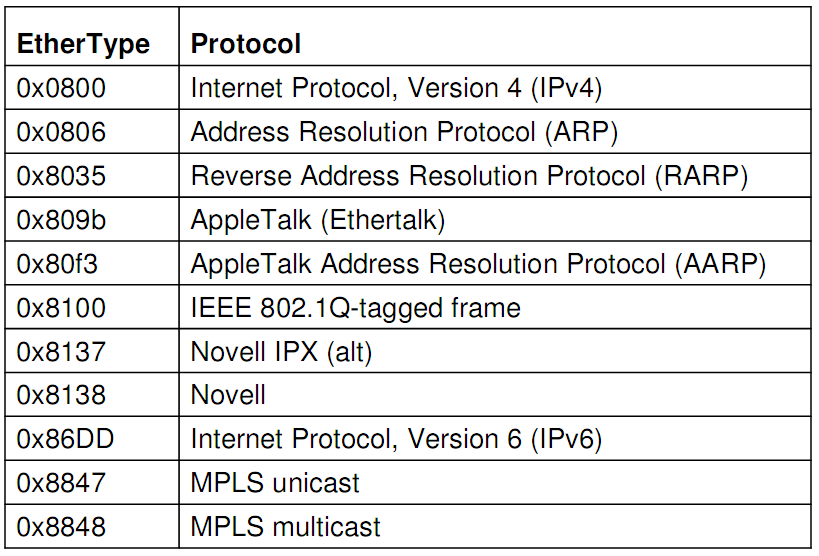 EtherType Protocol
0x0800 Internet Protocol, Version 4 (IPv4)
0x0806 Address Resolution Protocol (ARP)
0x8035 Reverse Address Resolution Protocol (RARP)
0x809b AppleTalk (Ethertalk)
0x80f3 AppleTalk Address Resolution Protocol (AARP)
0x8100 IEEE 802.1Q-tagged frame
0x8137 Novell IPX (alt)
0x8138 Novell
0x86DD Internet Protocol, Version 6 (IPv6)
0x8847 MPLS unicast
0x8848 MPLS multicast